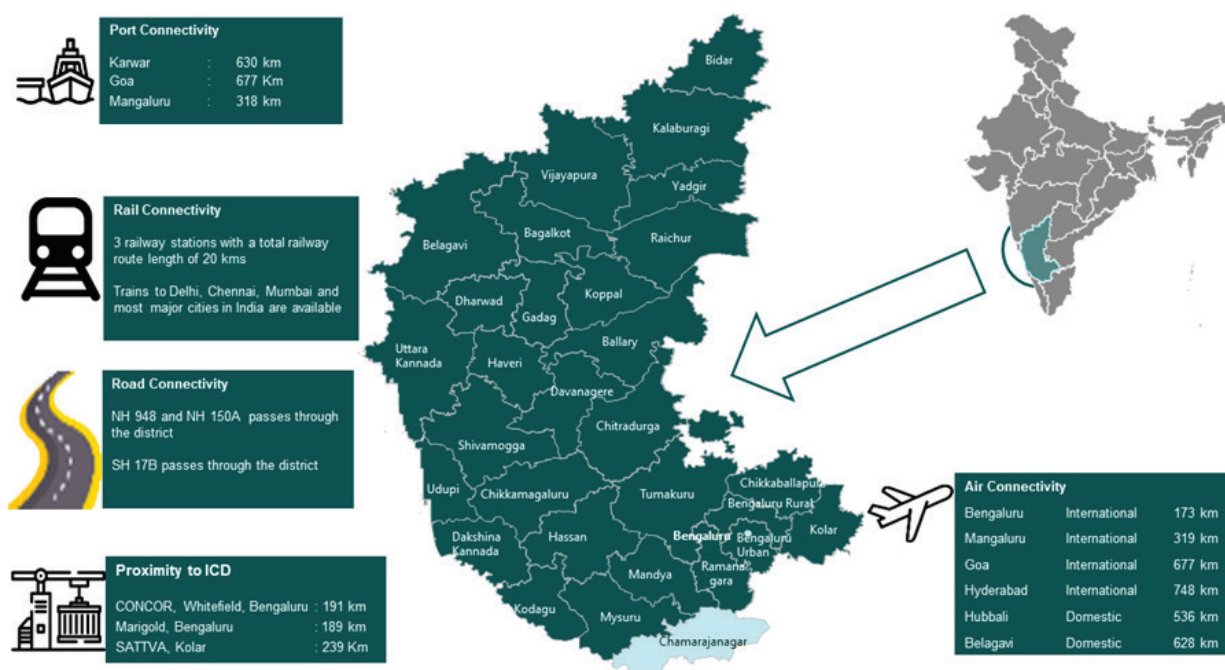 Port Connectivity
Karwar : 630 km
Goa : 677 Km
Mangaluru : 318 km
Rail Connectivity
3 railway stations with a total railway
route length of 20 kms
Trains to Delhi, Chennai, Mumbai and
most major cities in India are available
Road Connectivity
NH 948 and NH 150A passes through
the district
SH 17B passes through the district
Proximity to ICD
CONCOR, Whitefield, Bengaluru : 191 km
Marigold, Bengaluru : 189 km
SATTVA, Kolar : 239 Km
Bidar
Kalaburagi
Vijayapura
Yadgir
Bagalkot
Raichur
Belagavi
Koppal
Dharwad
Gadag
Ballary
Uttara
Kannada
Haveri
Davanagere
Chitradurga
Shivamogga
Udupi
Chikkamagaluru
Tumakuru
Chikkaballapura
Bengaluru Rural
Dakshina
Kannada
Hassan
Bengaluru
Bengaluru
Urban
Kolar
Mandya
Ramana
gara
Kodagu
Mysuru
Chamarajanagar
Air Connectivity
Bengaluru International 173 km
Mangaluru International 319 km
Goa International 677 km
Hyderabad International 748 km
Hubbali Domestic 536 km
Belagavi Domestic 628 km